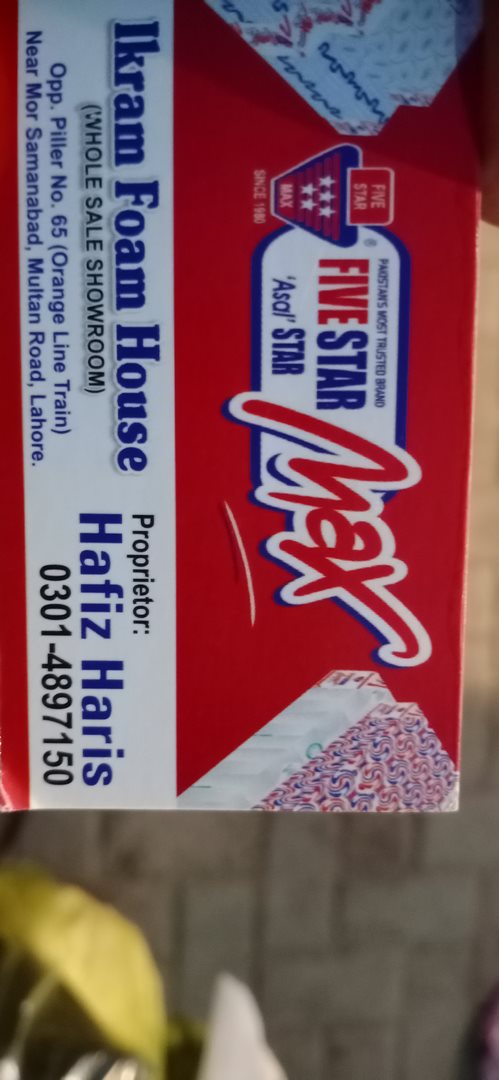 FIVE
STAR
MAX
SINCE 1980
®
PAKISTAN'S MOST TRUSTED BRAND
FIVE STAR
'Asal' STAR
Max
Ikram Foam House
(WHOLE SALE SHOWROOM)
Opp. Piller No. 65 (Orange Line Train)
Near Mor Samanabad, Multan Road, Lahore.
Proprietor:
Hafiz Haris
0301-4897150